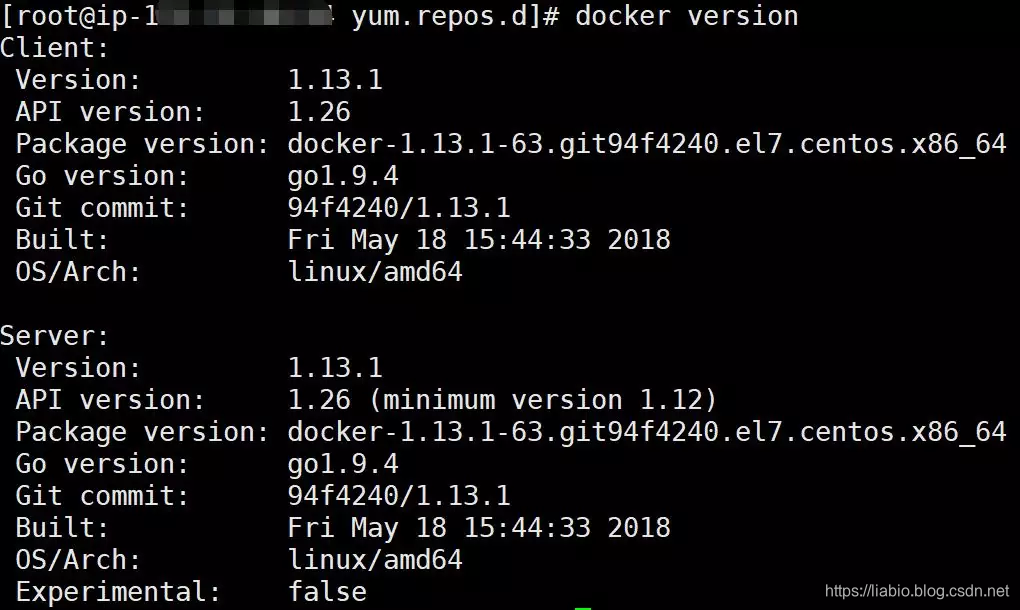 [root@ip-1 yum.repos.d]# docker version
Client:
 Version:         1.13.1
 API version:     1.26
 Package version: docker-1.13.1-63.git94f4240.el7.centos.x86_64
 Go version:      go1.9.4
 Git commit:      94f4240/1.13.1
 Built:           Fri May 18 15:44:33 2018
 OS/Arch:         linux/amd64

Server:
 Version:         1.13.1
 API version:     1.26 (minimum version 1.12)
 Package version: docker-1.13.1-63.git94f4240.el7.centos.x86_64
 Go version:      go1.9.4
 Git commit:      94f4240/1.13.1
 Built:           Fri May 18 15:44:33 2018
 OS/Arch:         linux/amd64
 Experimental:    false
https://liabio.blog.csdn.net